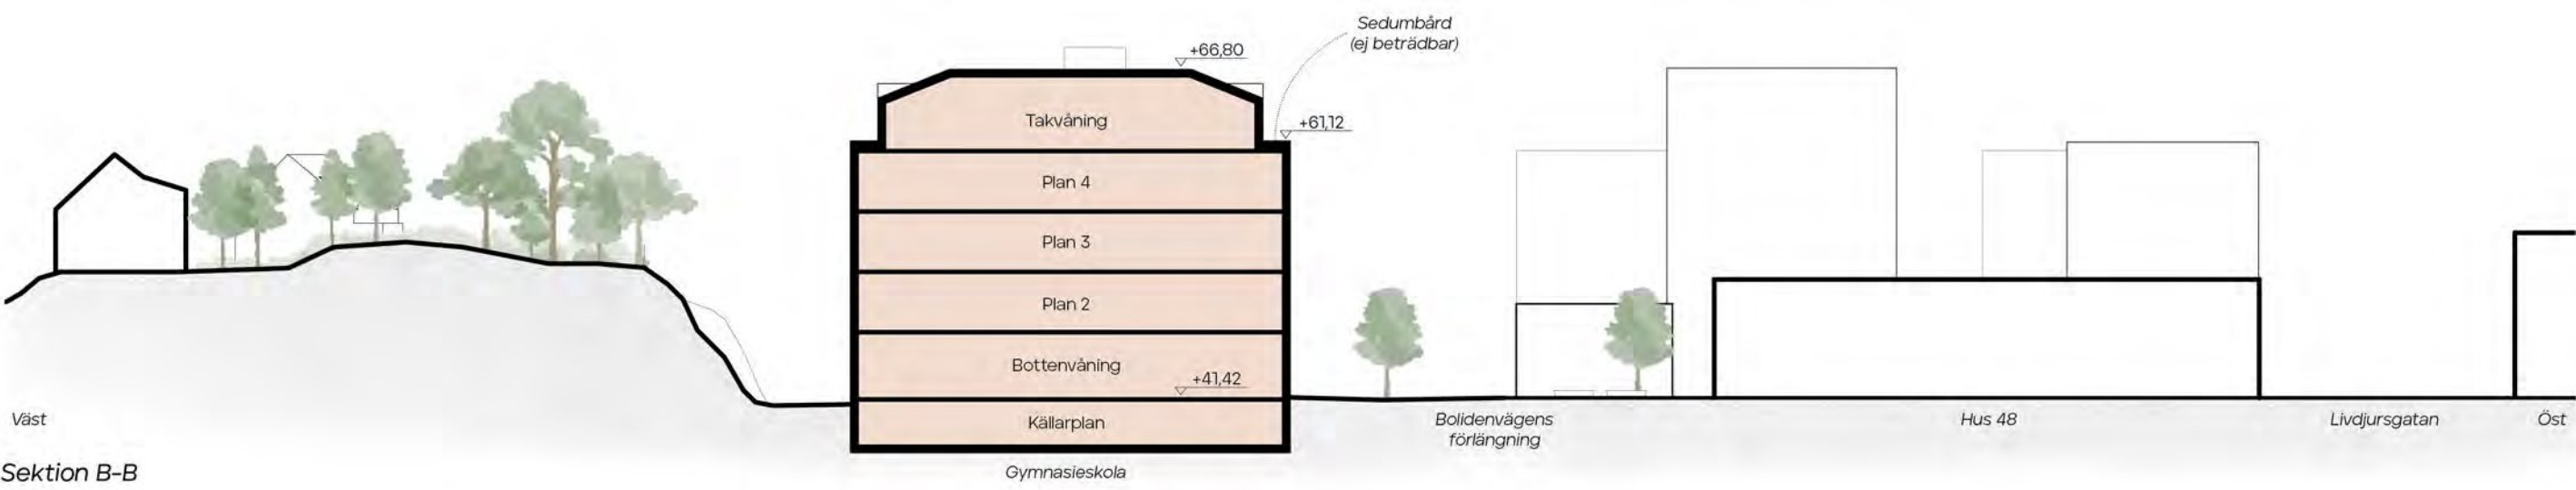 Sedumbård
(ej beträdbar)
+66,80
+61,12
Takvåning
Plan 4
Plan 3
Plan 2
Bottenvåning
+41,42
Källarplan
Väst
Bolidenvägens
förlängning
Hus 48
Livdjursgatan
Öst
Sektion B-B
Gymnasieskola